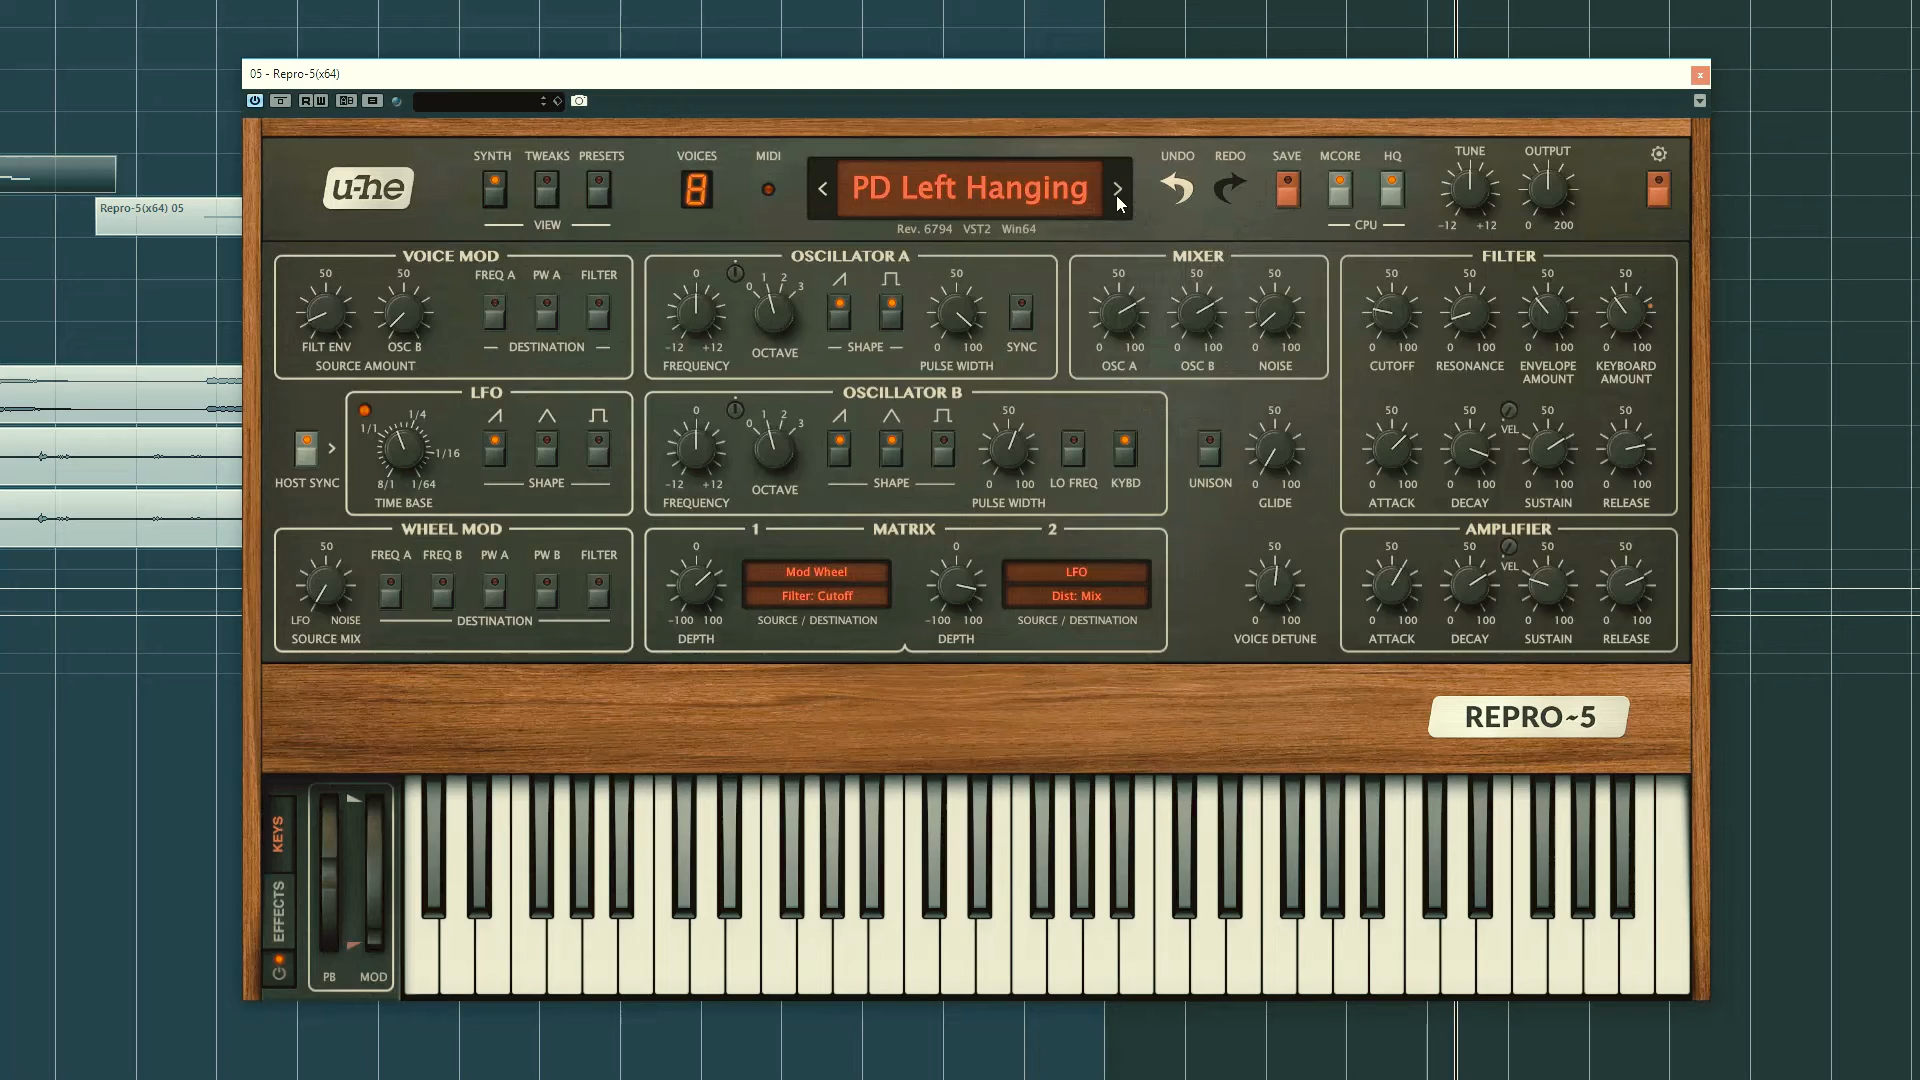 05 - Repro-5(x64)
R W
Repro-5(x64) 05
u-he
SYNTH TWEAKS PRESETS
VIEW
VOICES
8
MIDI
< PD Left Hanging >
Rev. 6794 VST2 Win64
UNDO REDO SAVE MCORE HQ
CPU
TUNE
-12 +12
OUTPUT
0 200
VOICE MOD
50 50
FREQ A PW A FILTER
FILT ENV OSC B
DESTINATION
SOURCE AMOUNT
OSCILLATOR A
0
-12 +12
FREQUENCY
0 1 2 3
OCTAVE
SHAPE
50
0 100
PULSE WIDTH
SYNC
MIXER
50 50 50
0 100 0 100 0 100
OSC A OSC B NOISE
FILTER
50 50 50 50
0 100 0 100 0 100 0 100
CUTOFF RESONANCE ENVELOPE AMOUNT KEYBOARD AMOUNT
HOST SYNC
LFO
1/4
1/1
1/16
8/1 1/64
TIME BASE
SHAPE
OSCILLATOR B
0
-12 +12
FREQUENCY
0 1 2 3
OCTAVE
SHAPE
50
0 100
PULSE WIDTH
LO FREQ KYBD
UNISON
50
0 100
GLIDE
50 50 VEL 50 50
0 100 0 100 0 100 0 100
ATTACK DECAY SUSTAIN RELEASE
WHEEL MOD
50
FREQ A FREQ B PW A PW B FILTER
LFO NOISE
DESTINATION
SOURCE MIX
1 MATRIX 2
0
-100 100
DEPTH
Mod Wheel
Filter: Cutoff
SOURCE / DESTINATION
0
-100 100
DEPTH
LFO
Dist: Mix
SOURCE / DESTINATION
50
0 100
VOICE DETUNE
AMPLIFIER
50 50 VEL 50 50
0 100 0 100 0 100 0 100
ATTACK DECAY SUSTAIN RELEASE
REPRO-5
KEYS
EFFECTS
PB MOD